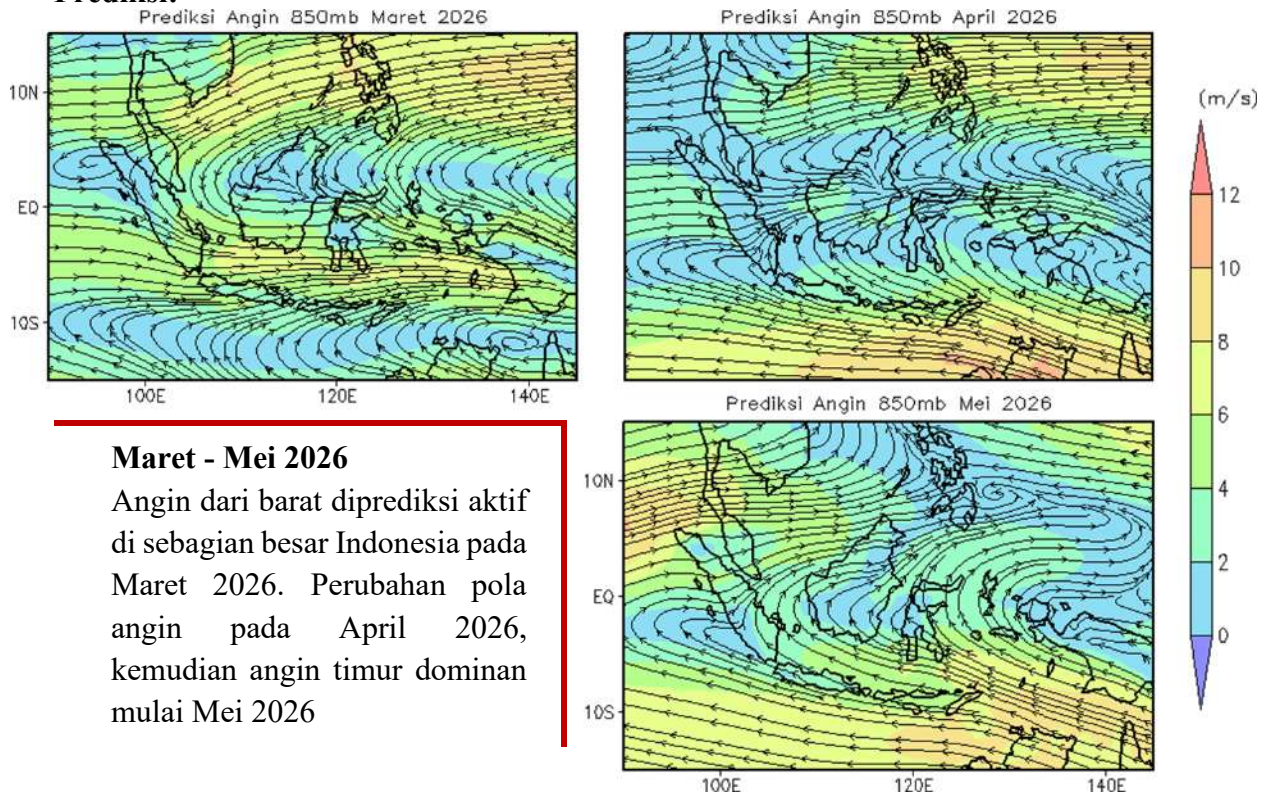 Prediksi:
Prediksi Angin 850mb Maret 2026
Prediksi Angin 850mb April 2026
10N
EQ
10S
100E 120E 140E
(m/s)
12
10
8
6
4
2
0
Maret - Mei 2026
Angin dari barat diprediksi aktif
di sebagian besar Indonesia pada
Maret 2026. Perubahan pola
angin pada April 2026,
kemudian angin timur dominan
mulai Mei 2026
Prediksi Angin 850mb Mei 2026
10N
EQ
10S
100E 120E 140E